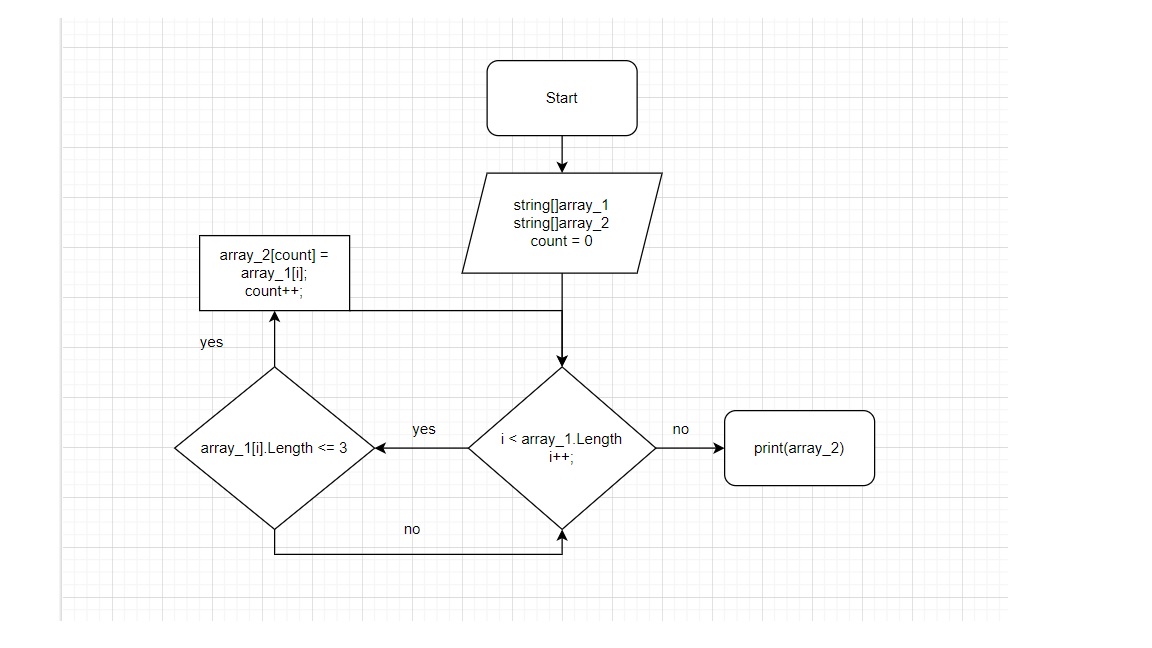 Start
string[]array_1
string[]array_2
count = 0
array_2[count] =
array_1[i];
count++;
yes
array_1[i].Length <= 3
yes
i < array_1.Length
i++;
no
print(array_2)
no